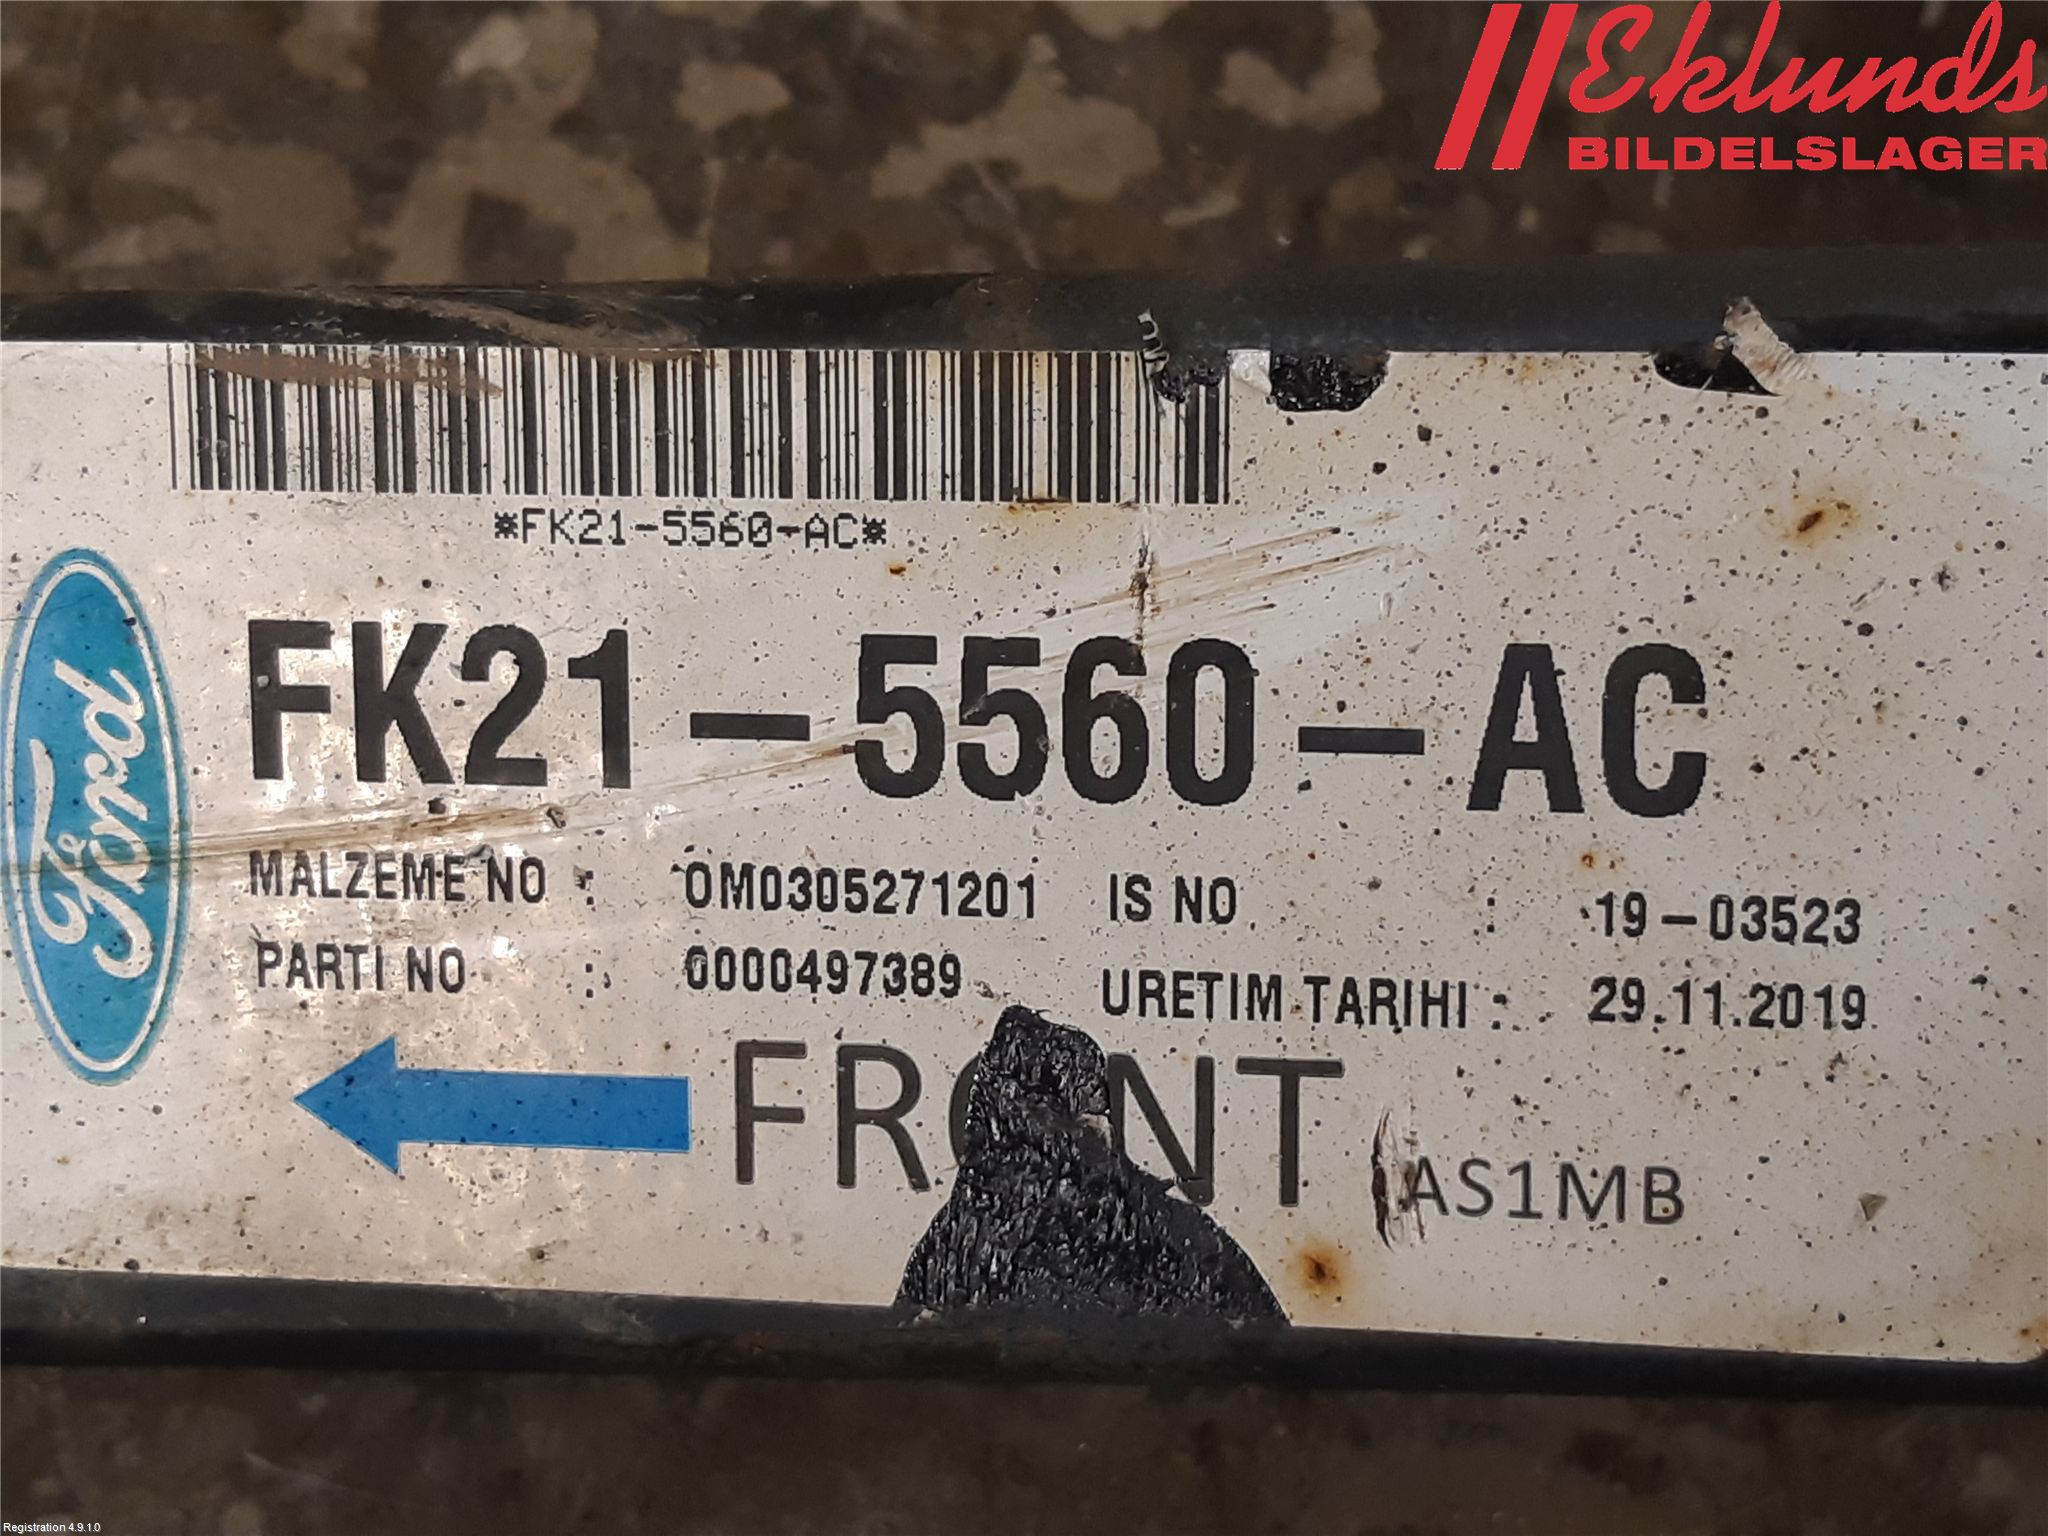 Eklunds
BILDELSLAGER
*FK21-5560-AC*
Ford
FK21-5560-AC
MALZEME NO : 0M0305271201 IS NO : 19-03523
PARTI NO : 0000497389 URETIM TARIHI : 29.11.2019
FRONT AS1MB
Registration 4.9.1.0